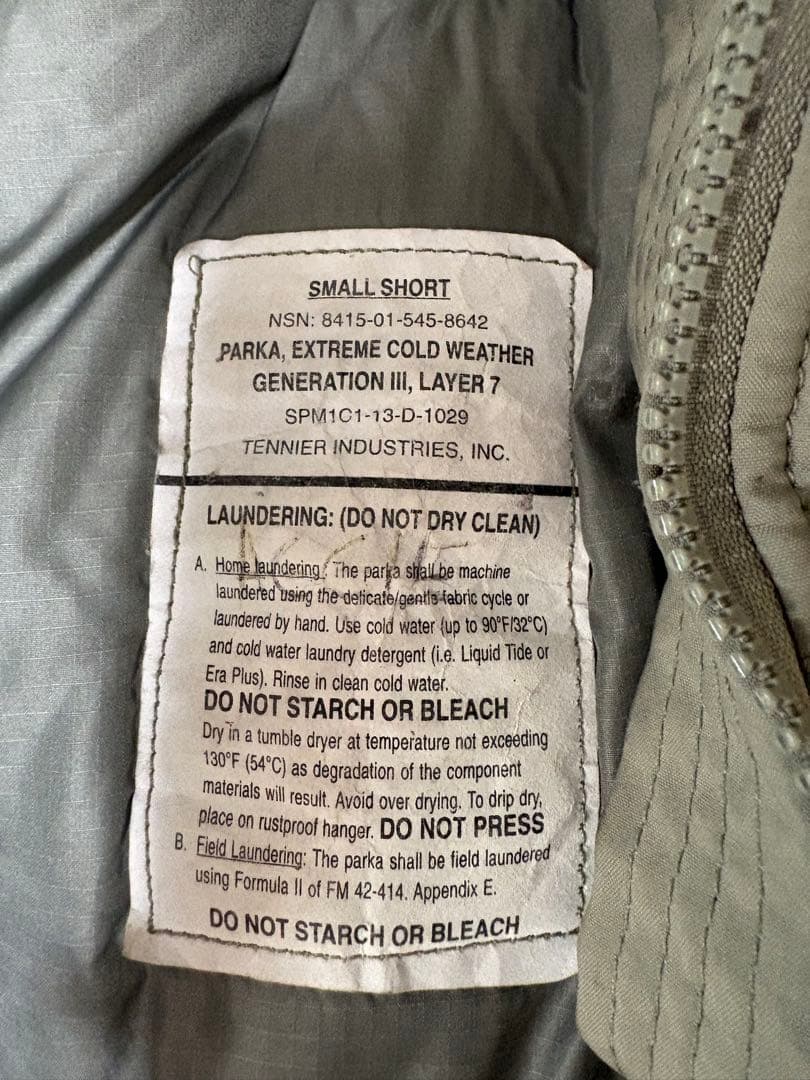 SMALL SHORT
NSN: 8415-01-545-8642
PARKA, EXTREME COLD WEATHER
GENERATION III, LAYER 7
SPM1C1-13-D-1029
TENNIER INDUSTRIES, INC.
LAUNDERING: (DO NOT DRY CLEAN)
A. Home laundering: The parka shall be machine
laundered using the delicate/gentle fabric cycle or
laundered by hand. Use cold water (up to 90°F/32°C)
and cold water laundry detergent (i.e. Liquid Tide or
Era Plus). Rinse in clean cold water.
DO NOT STARCH OR BLEACH
Dry in a tumble dryer at temperature not exceeding
130°F (54°C) as degradation of the component
materials will result. Avoid over drying. To drip dry,
place on rustproof hanger. DO NOT PRESS
B. Field Laundering: The parka shall be field laundered
using Formula II of FM 42-414. Appendix E.
DO NOT STARCH OR BLEACH